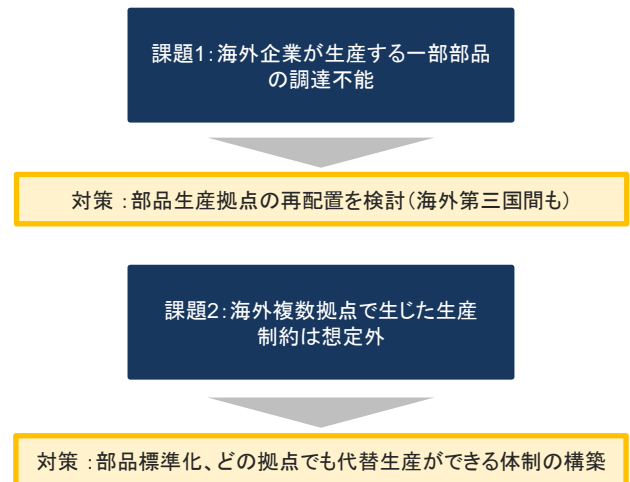 課題1：海外企業が生産する一部部品
の調達不能
対策 ：部品生産拠点の再配置を検討（海外第三国間も）
課題2：海外複数拠点で生じた生産
制約は想定外
対策 ：部品標準化、どの拠点でも代替生産ができる体制の構築